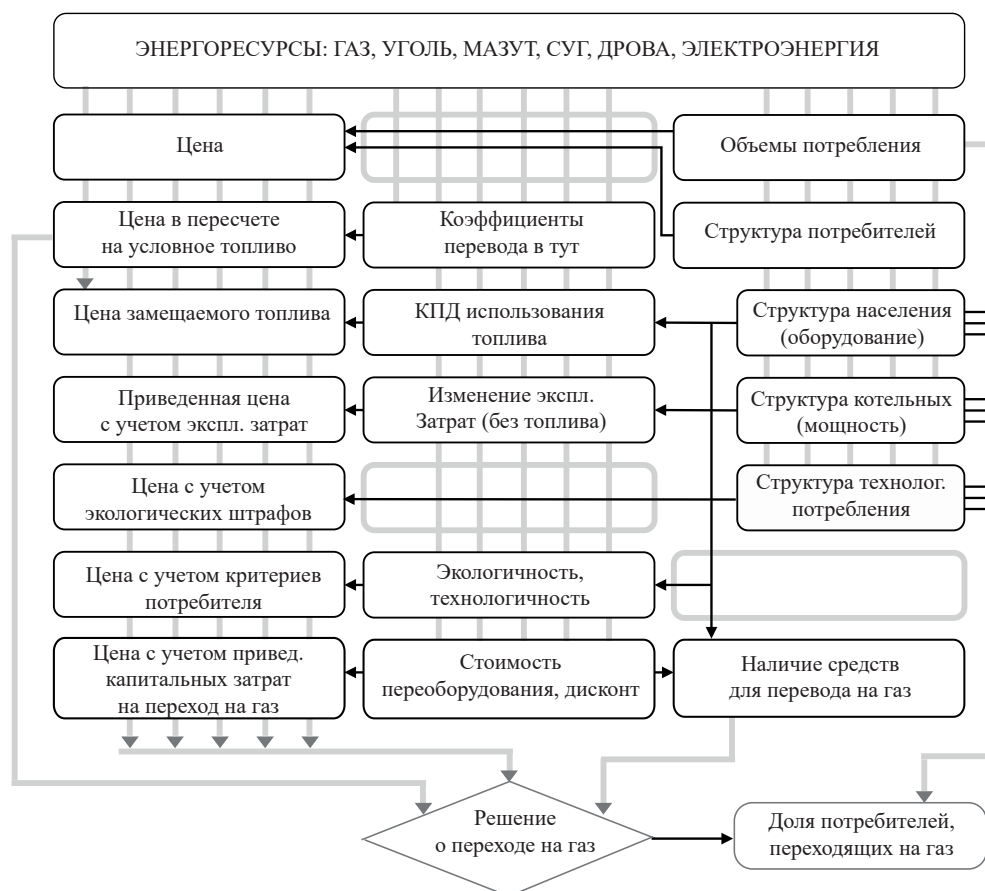 ЭНЕРГОРЕСУРСЫ: ГАЗ, УГОЛЬ, МАЗУТ, СУГ, ДРОВА, ЭЛЕКТРОЭНЕРГИЯ
Цена
Объемы потребления
Цена в пересчете
на условное топливо
Коэффициенты
перевода в тут
Структура потребителей
Цена замещаемого топлива
КПД использования
топлива
Структура населения
(оборудование)
Приведенная цена
с учетом экспл. затрат
Изменение экспл.
Затрат (без топлива)
Структура котельных
(мощность)
Цена с учетом
экологических штрафов
Структура технолог.
потребления
Цена с учетом критериев
потребителя
Экологичность,
технологичность
Цена с учетом привед.
капитальных затрат
на переход на газ
Стоимость
переоборудования, дисконт
Наличие средств
для перевода на газ
Решение
о переходе на газ
Доля потребителей,
переходящих на газ